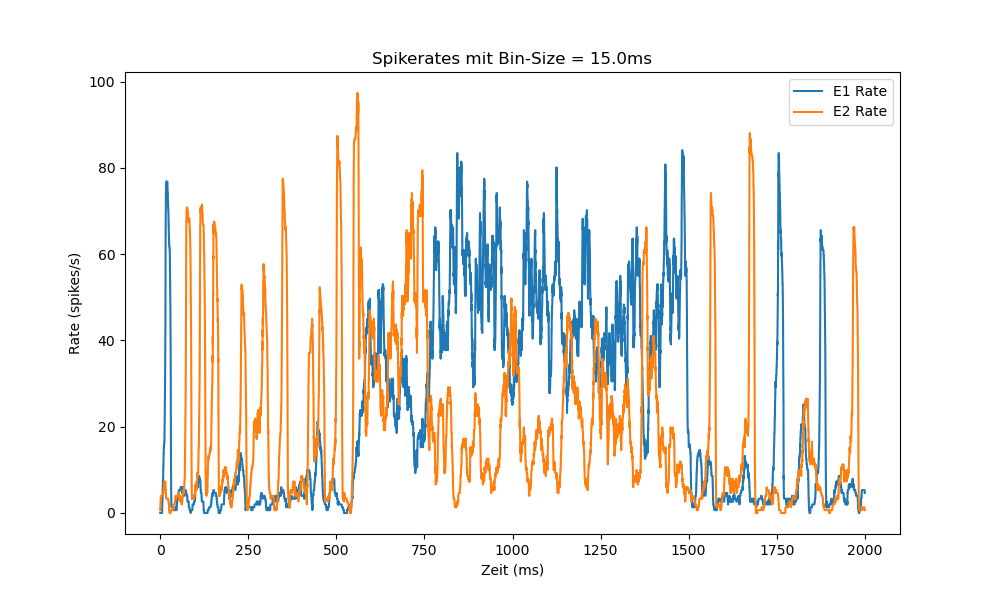 Spikerates mit Bin-Size = 15.0ms
E1 Rate
E2 Rate
Rate (spikes/s)
100
80
60
40
20
0
0 250 500 750 1000 1250 1500 1750 2000
Zeit (ms)